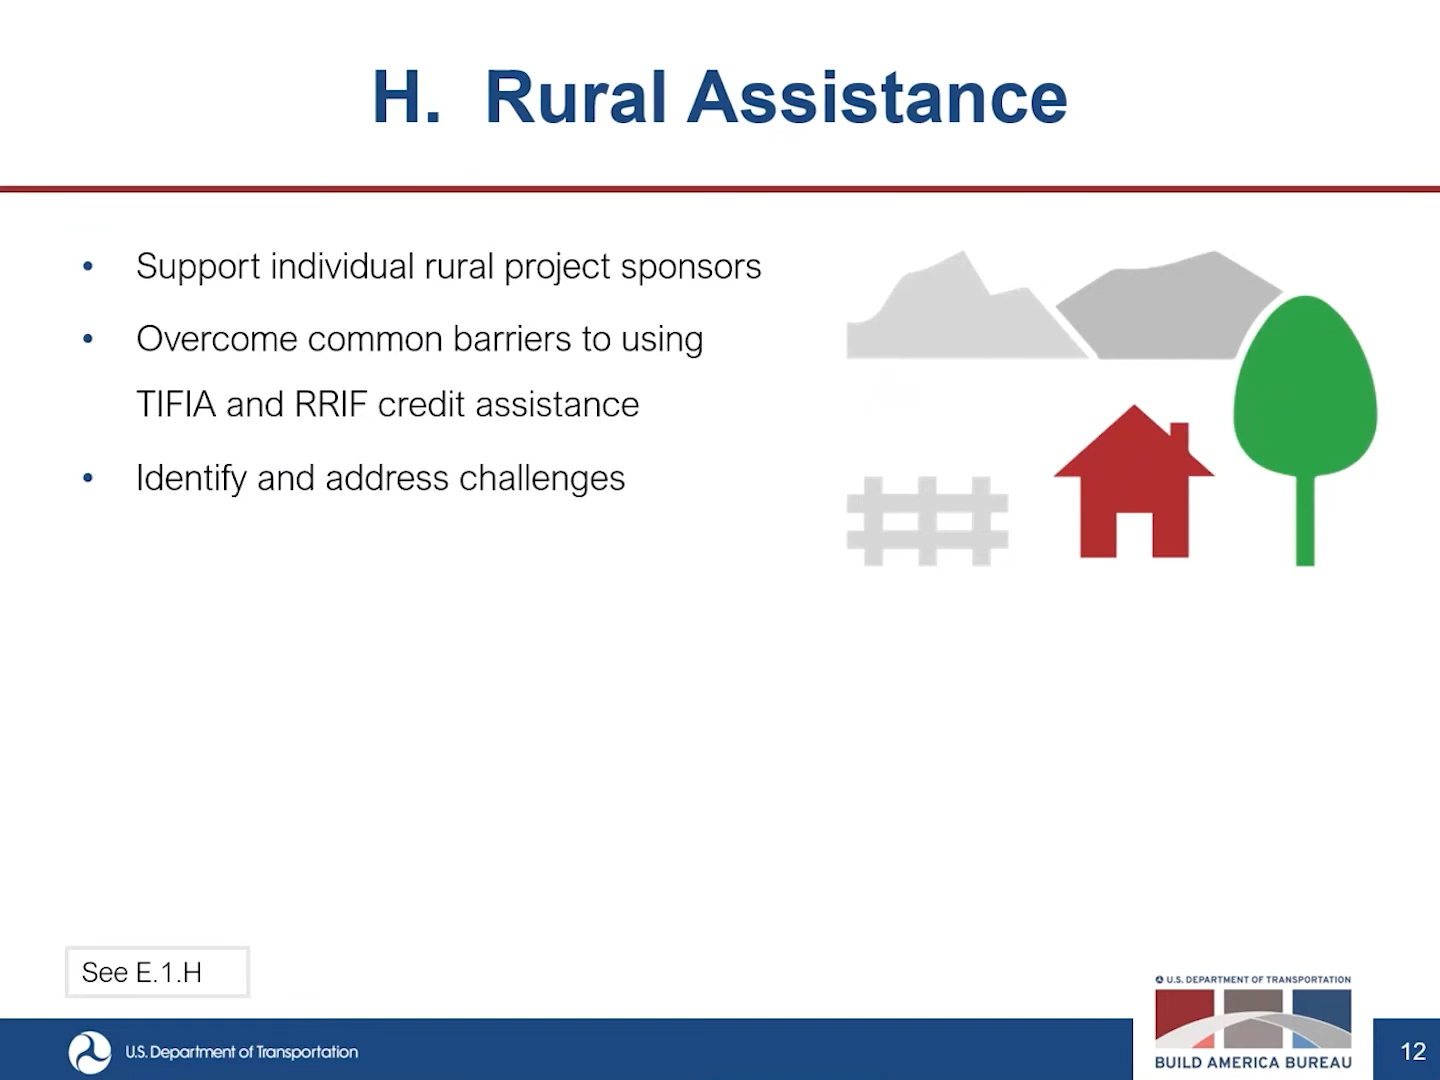 H. Rural Assistance
• Support individual rural project sponsors
• Overcome common barriers to using
TIFIA and RRIF credit assistance
• Identify and address challenges
See E.1.H
U.S. Department of Transportation
U.S. DEPARTMENT OF TRANSPORTATION
BUILD AMERICA BUREAU
12